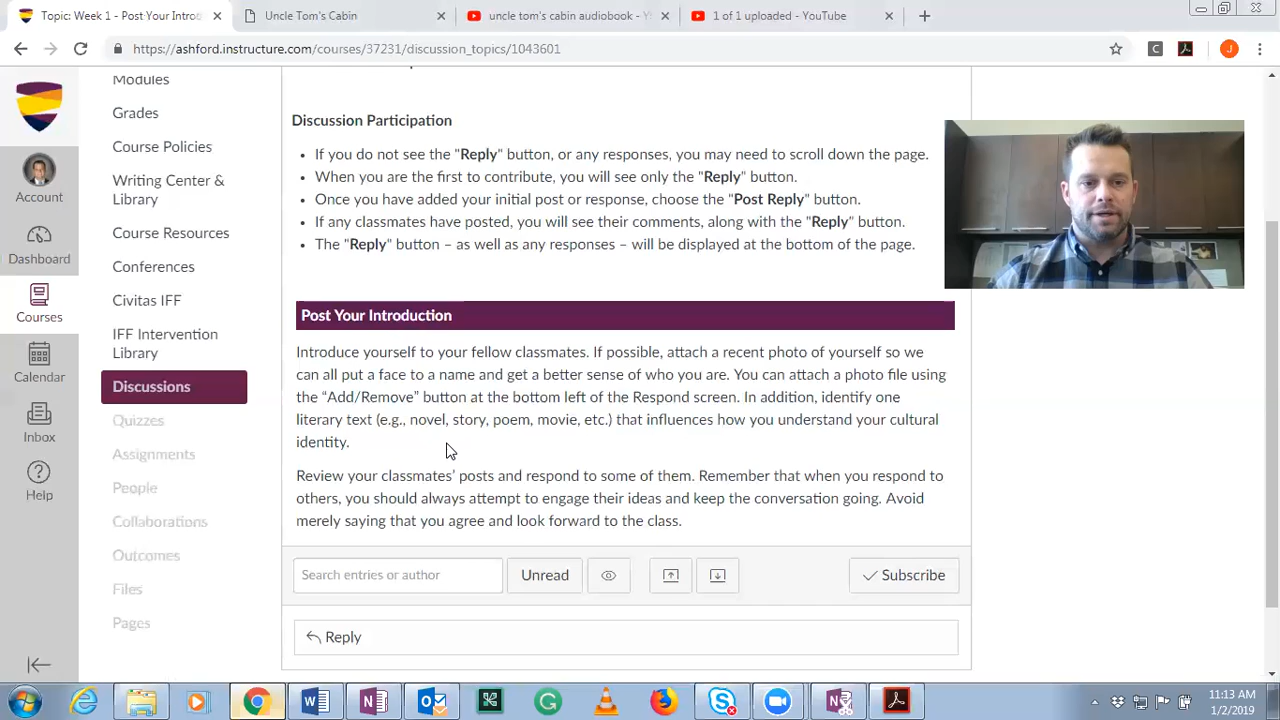 Topic: Week 1 - Post Your Introd
Uncle Tom's Cabin
uncle tom's cabin audiobook - Y
1 of 1 uploaded - YouTube
https://ashford.instructure.com/courses/37231/discussion_topics/1043601
C
J
Account
Dashboard
Courses
Calendar
Inbox
Help
Modules
Grades
Course Policies
Writing Center &
Library
Course Resources
Conferences
Civitas IFF
IFF Intervention
Library
Discussions
Quizzes
Assignments
People
Collaborations
Outcomes
Files
Pages
Discussion Participation
• If you do not see the "Reply" button, or any responses, you may need to scroll down the page.
• When you are the first to contribute, you will see only the "Reply" button.
• Once you have added your initial post or response, choose the "Post Reply" button.
• If any classmates have posted, you will see their comments, along with the "Reply" button.
• The "Reply" button – as well as any responses – will be displayed at the bottom of the page.
Post Your Introduction
Introduce yourself to your fellow classmates. If possible, attach a recent photo of yourself so we
can all put a face to a name and get a better sense of who you are. You can attach a photo file using
the “Add/Remove” button at the bottom left of the Respond screen. In addition, identify one
literary text (e.g., novel, story, poem, movie, etc.) that influences how you understand your cultural
identity.
Review your classmates’ posts and respond to some of them. Remember that when you respond to
others, you should always attempt to engage their ideas and keep the conversation going. Avoid
merely saying that you agree and look forward to the class.
Search entries or author
Unread
Subscribe
Reply
11:13 AM
1/2/2019